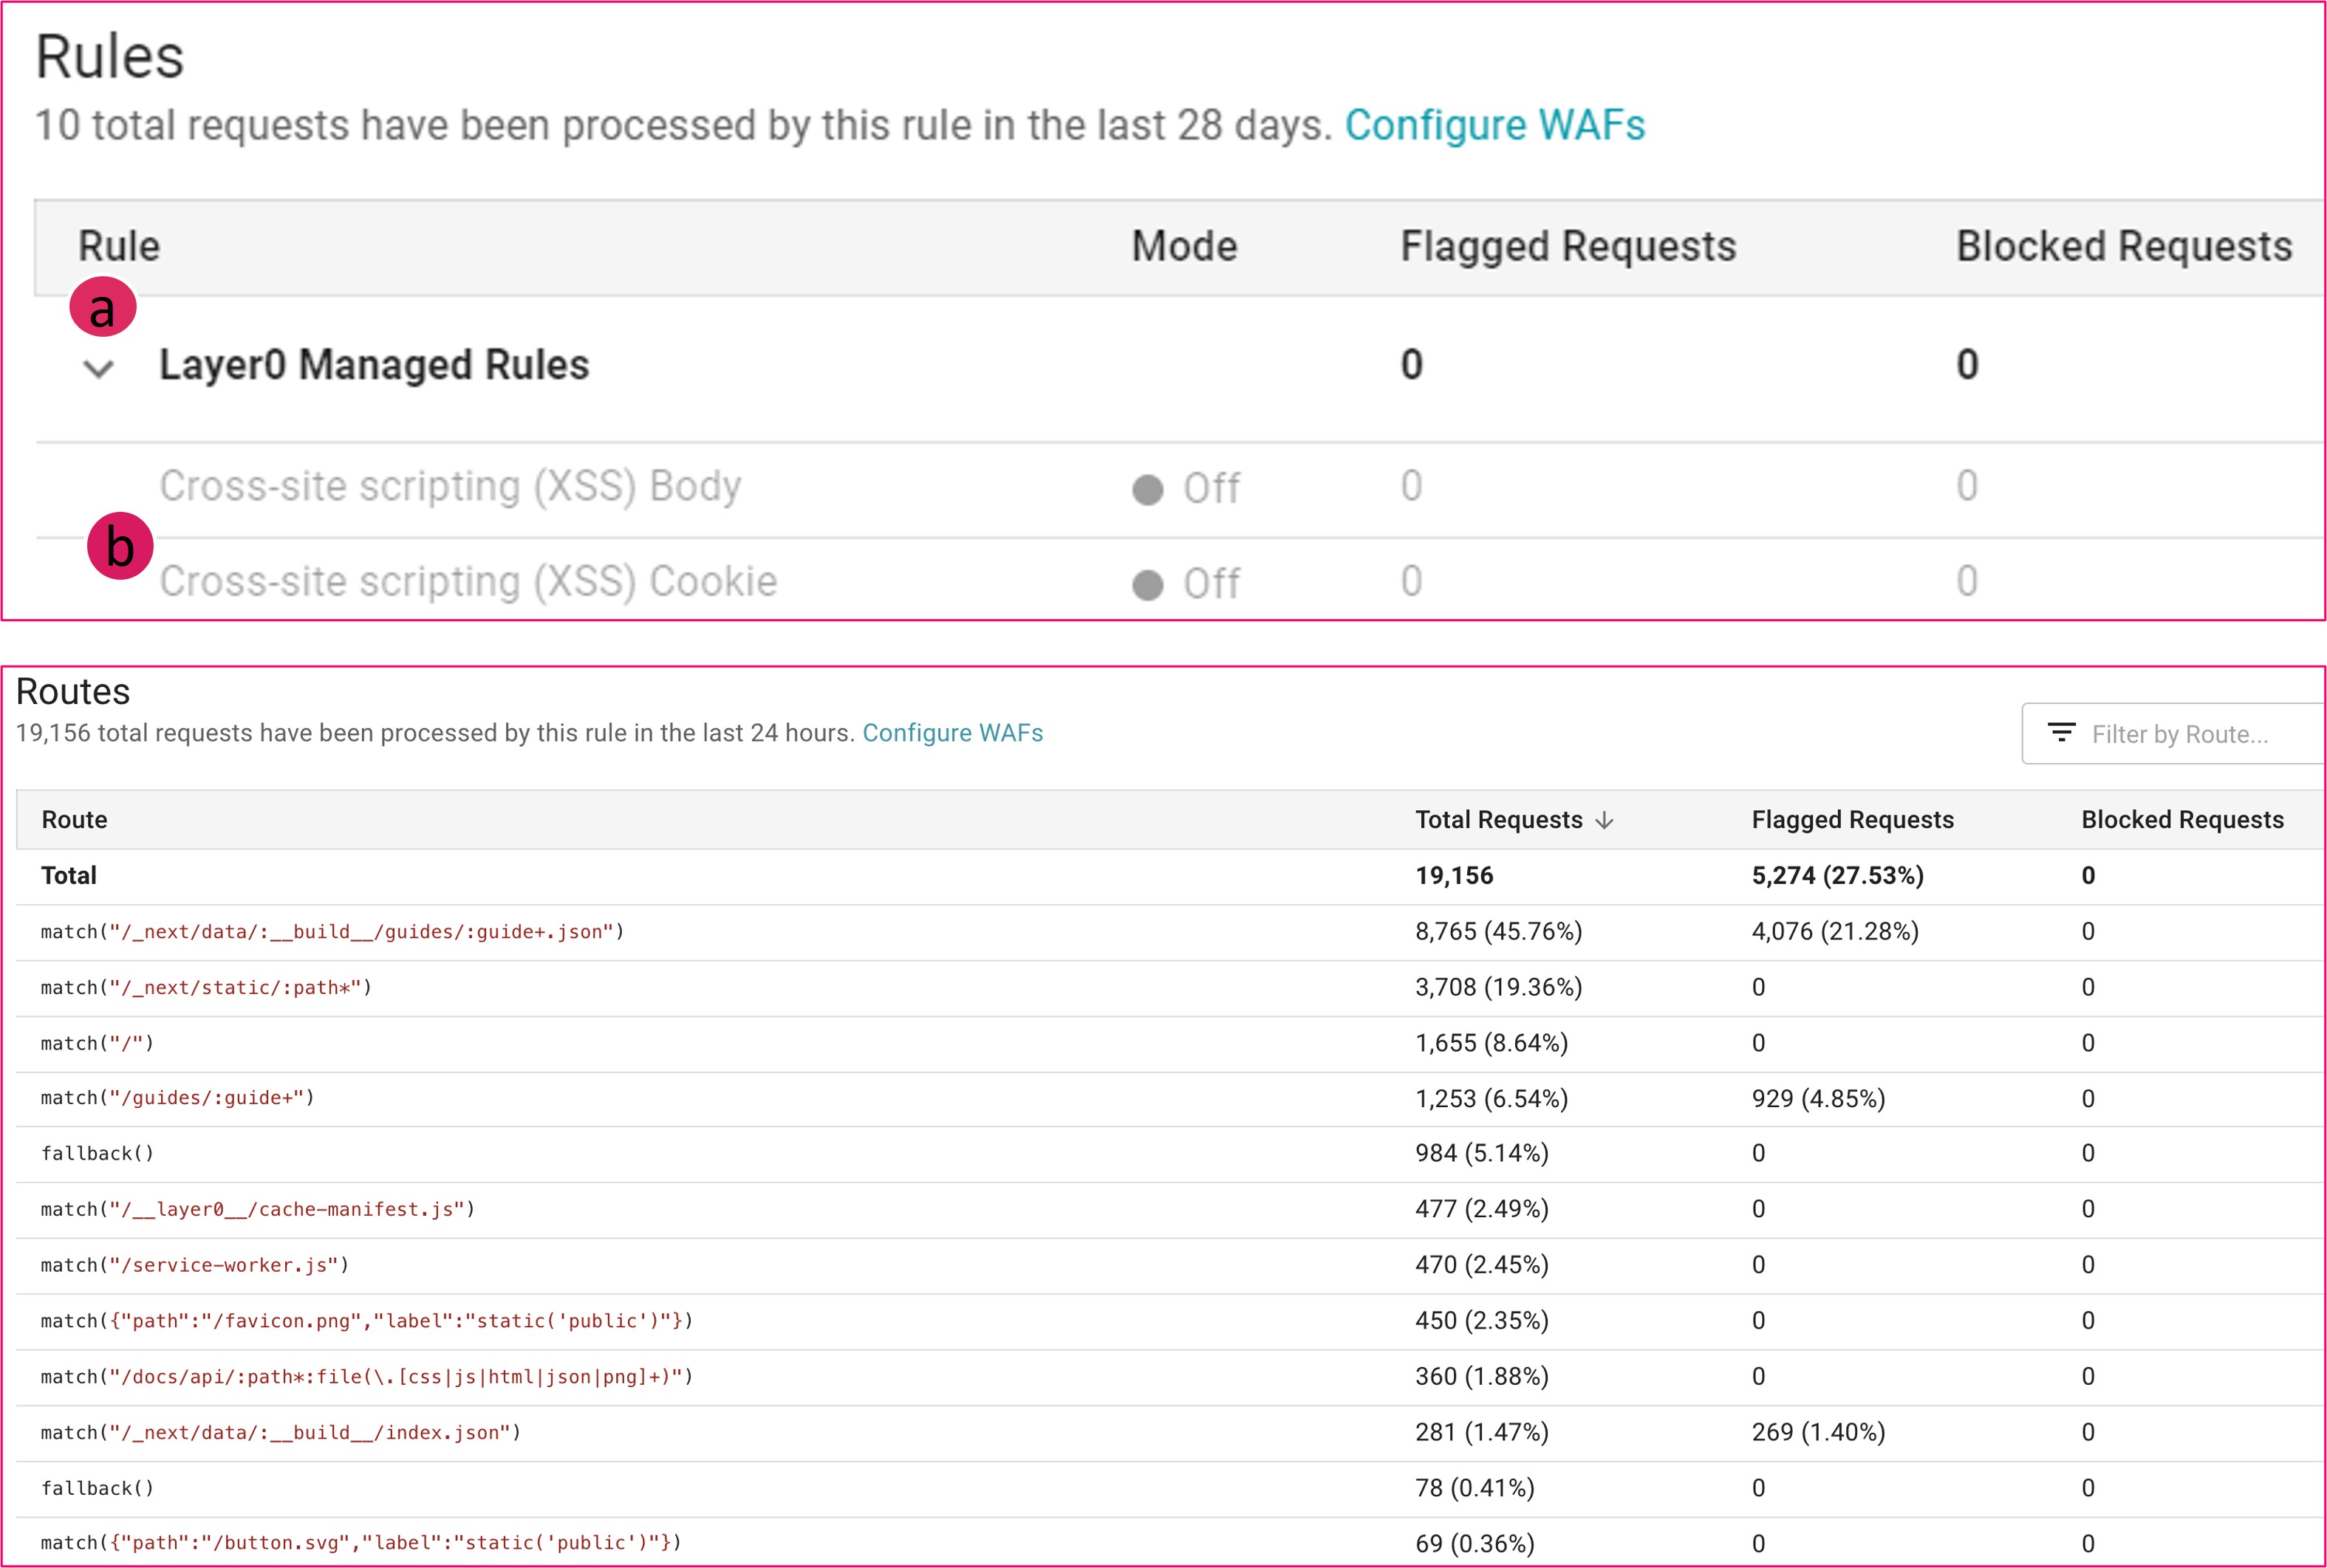 Rules
10 total requests have been processed by this rule in the last 28 days. Configure WAFs
Rule Mode Flagged Requests Blocked Requests
a
Layer0 Managed Rules 0 0
Cross-site scripting (XSS) Body Off 0 0
b
Cross-site scripting (XSS) Cookie Off 0 0
Routes
19,156 total requests have been processed by this rule in the last 24 hours. Configure WAFs
Filter by Route...
Route Total Requests ↓ Flagged Requests Blocked Requests
Total 19,156 5,274 (27.53%) 0
match("/_next/data/:__build__/guides/:guide+.json") 8,765 (45.76%) 4,076 (21.28%) 0
match("/_next/static/:path*") 3,708 (19.36%) 0 0
match("/") 1,655 (8.64%) 0 0
match("/guides/:guide+") 1,253 (6.54%) 929 (4.85%) 0
fallback() 984 (5.14%) 0 0
match("/__layer0__/cache-manifest.js") 477 (2.49%) 0 0
match("/service-worker.js") 470 (2.45%) 0 0
match({"path":"/favicon.png","label":"static('public')"}) 450 (2.35%) 0 0
match("/docs/api/:path*:file(\.[css|js|html|json|png]+)") 360 (1.88%) 0 0
match("/_next/data/:__build__/index.json") 281 (1.47%) 269 (1.40%) 0
fallback() 78 (0.41%) 0 0
match({"path":"/button.svg","label":"static('public')"}) 69 (0.36%) 0 0